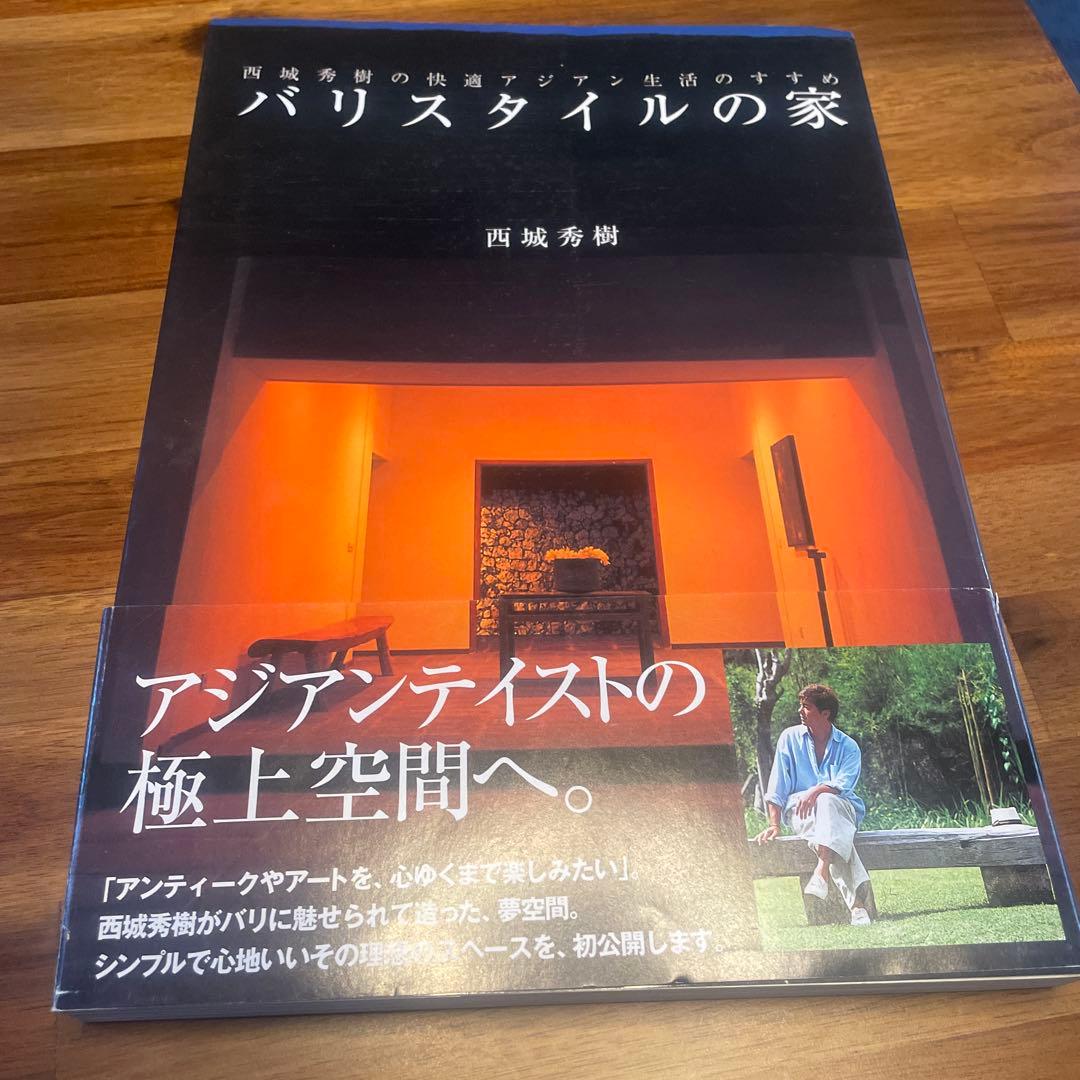 西城秀樹の快適アジアン生活のすすめ
バリスタイルの家
西城秀樹
アジアンテイストの
極上空間へ。
「アンティークやアートを、心ゆくまで楽しみたい」。
西城秀樹がバリに魅せられて造った、夢空間。
シンプルで心地いいその理想のスペースを、初公開します。